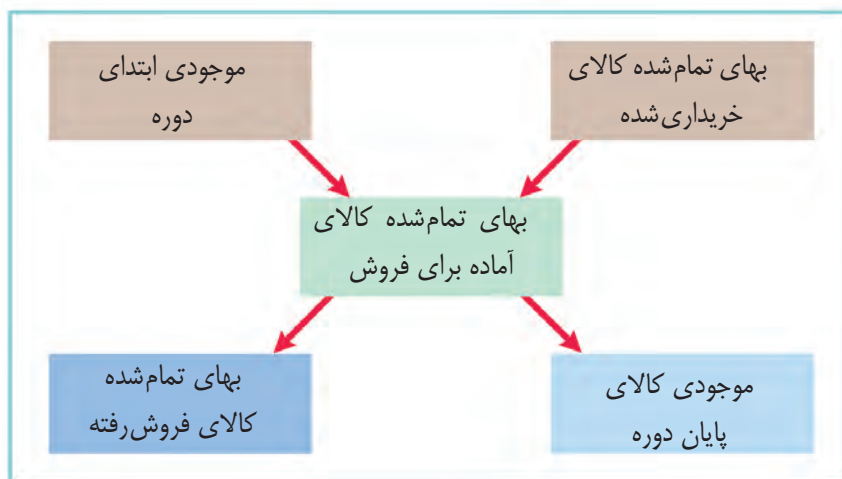 بهای تمام‌شده کالای
خریداری‌شده
موجودی ابتدای
دوره
بهای تمام‌شده کالای
آماده برای فروش
موجودی کالای
پایان دوره
بهای تمام‌شده
کالای فروش‌رفته